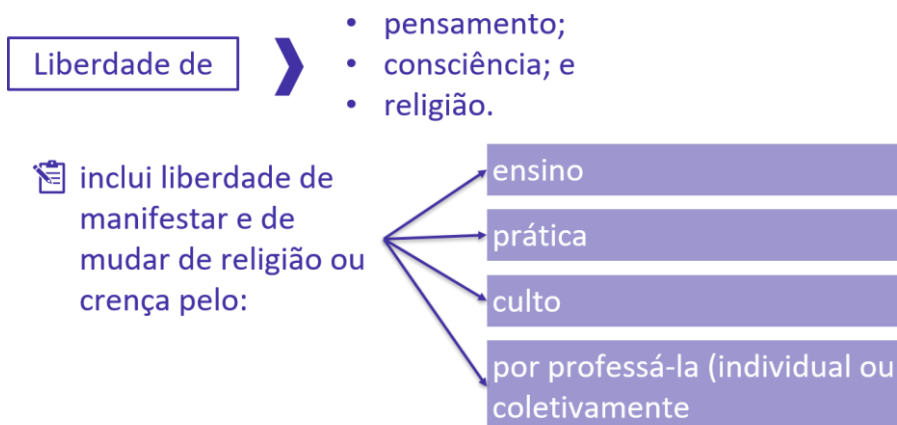 Liberdade de
• pensamento;
• consciência; e
• religião.
inclui liberdade de
manifestar e de
mudar de religião ou
crença pelo:
ensino
prática
culto
por professá-la (individual ou
coletivamente